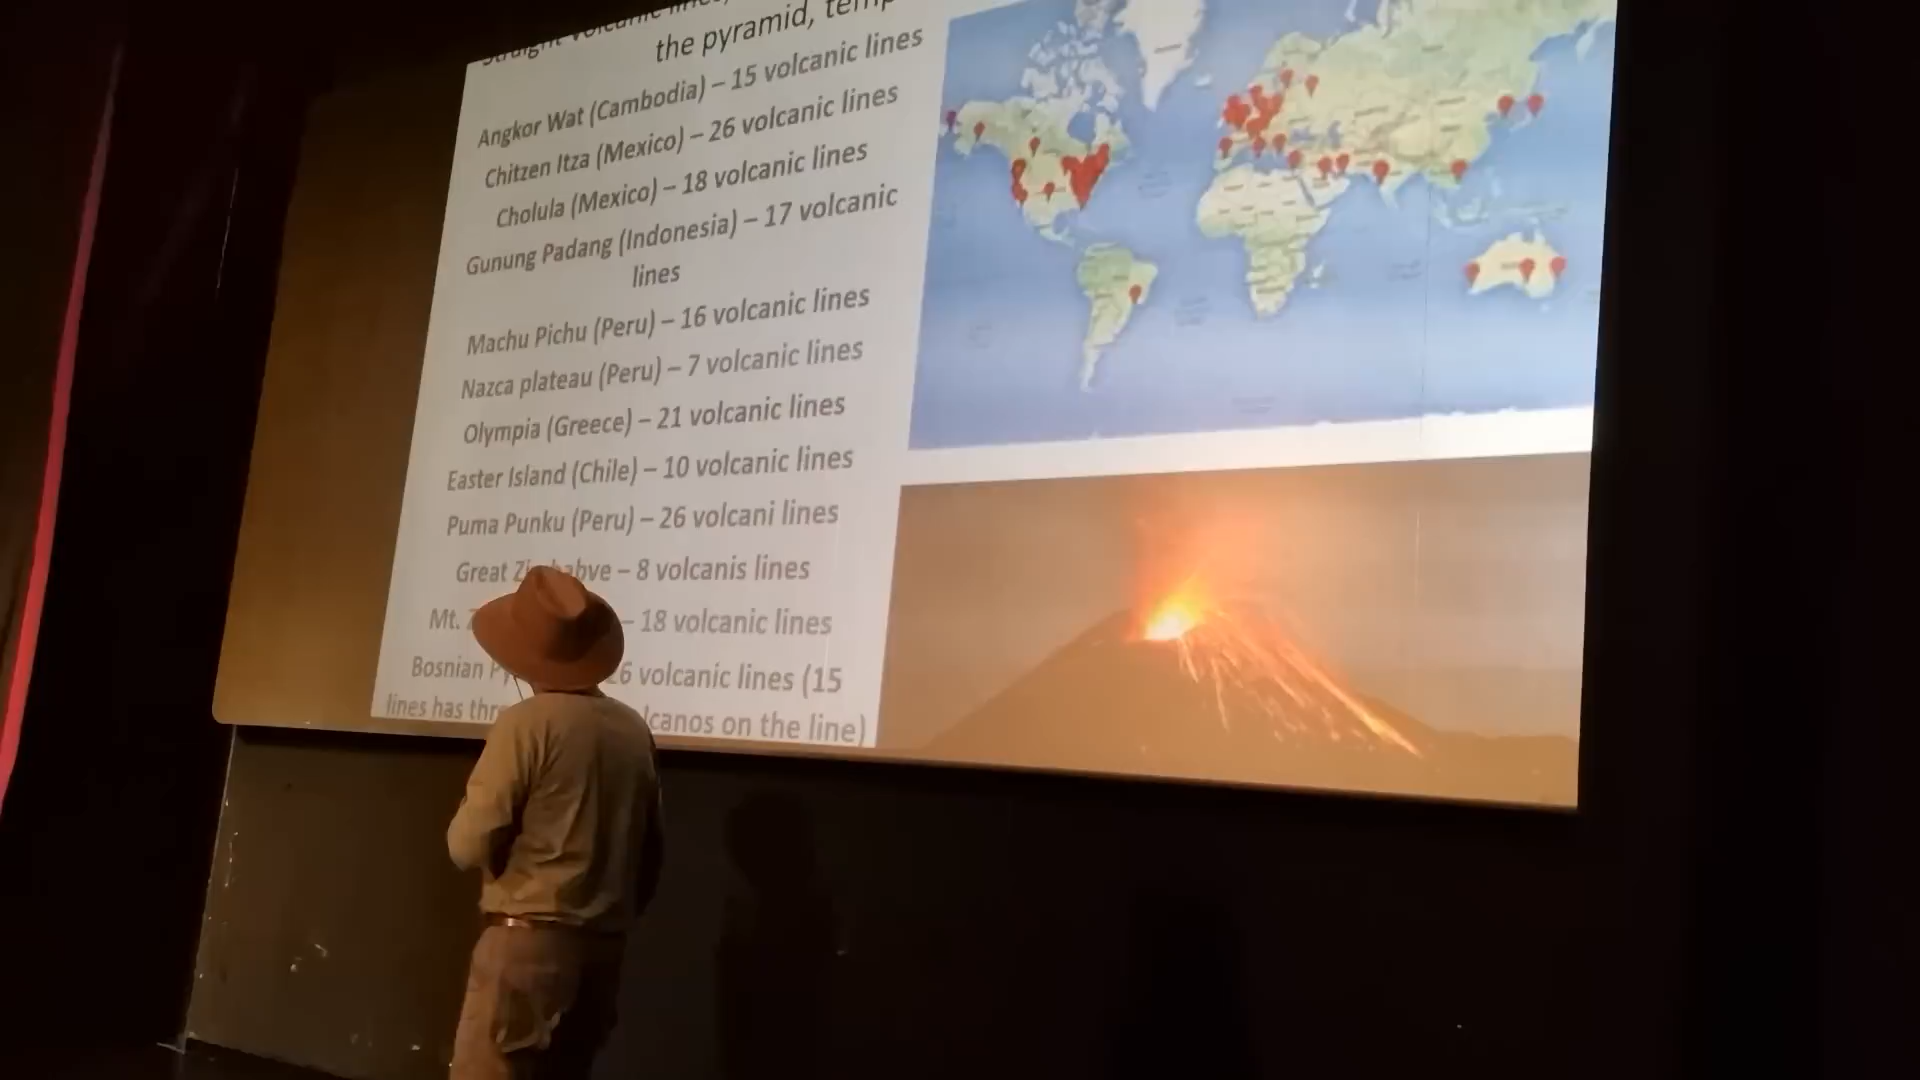 Straight volcanic lines,
the pyramid,
Angkor Wat (Cambodia) – 15 volcanic lines
Chitzen Itza (Mexico) – 26 volcanic lines
Cholula (Mexico) – 18 volcanic lines
Gunung Padang (Indonesia) – 17 volcanic
lines
Machu Pichu (Peru) – 16 volcanic lines
Nazca plateau (Peru) – 7 volcanic lines
Olympia (Greece) – 21 volcanic lines
Easter Island (Chile) – 10 volcanic lines
Puma Punku (Peru) – 26 volcani lines
Great – 8 volcanis lines
Mt. – 18 volcanic lines
Bosnian volcanic lines (15
lines has on the line)